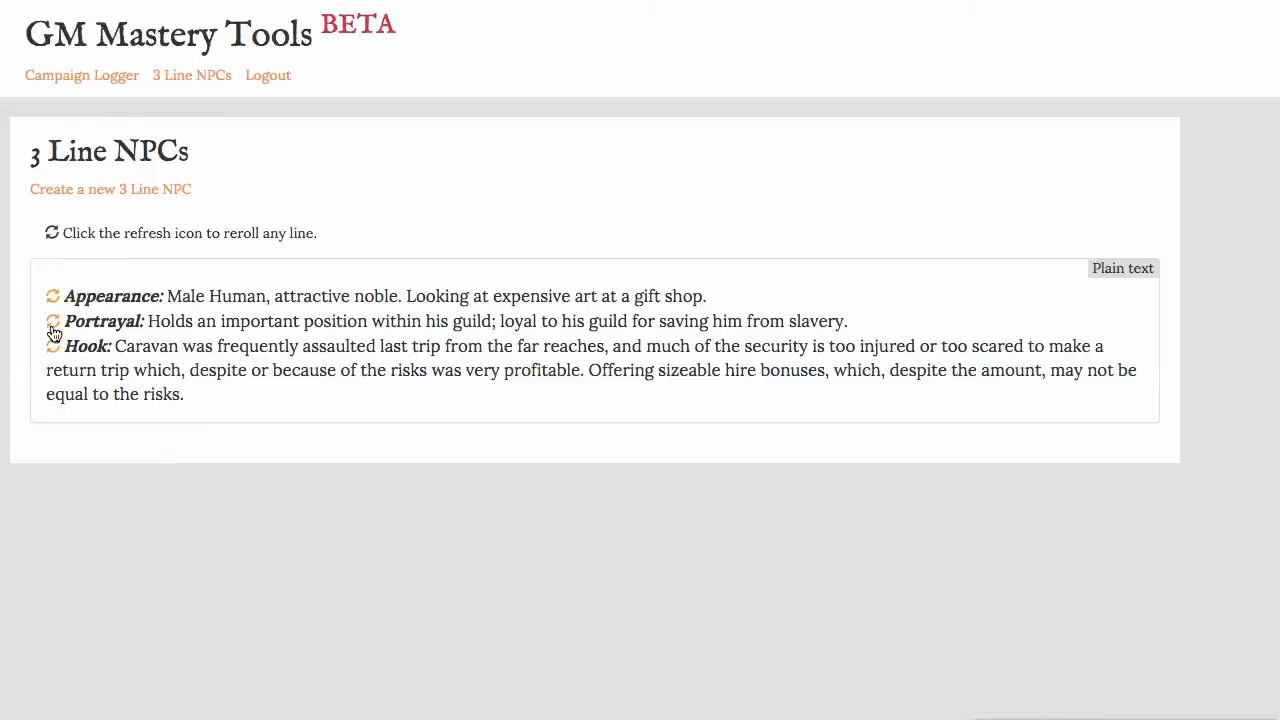 GM Mastery Tools BETA
Campaign Logger 3 Line NPCs Logout
3 Line NPCs
Create a new 3 Line NPC
Click the refresh icon to reroll any line.
Plain text
Appearance: Male Human, attractive noble. Looking at expensive art at a gift shop.
Portrayal: Holds an important position within his guild; loyal to his guild for saving him from slavery.
Hook: Caravan was frequently assaulted last trip from the far reaches, and much of the security is too injured or too scared to make a
return trip which, despite or because of the risks was very profitable. Offering sizeable hire bonuses, which, despite the amount, may not be
equal to the risks.